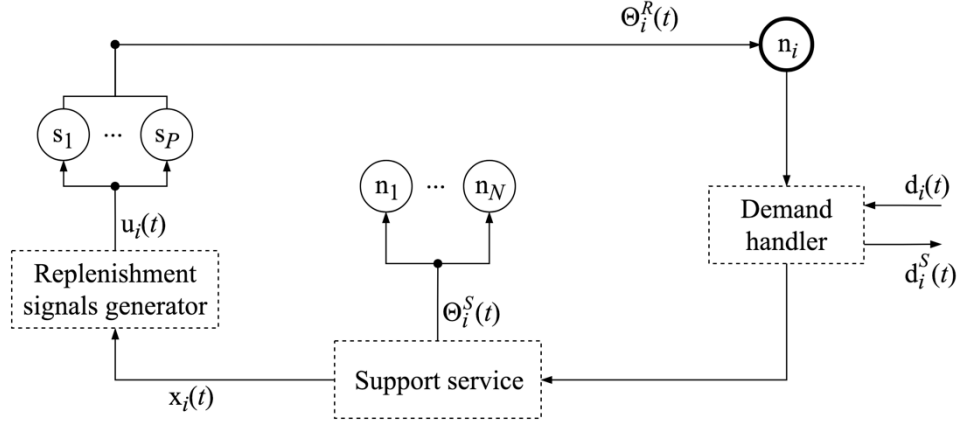 Θ_i^R(t)
n_i
s_1 ... s_P
n_1 ... n_N
u_i(t)
d_i(t)
Demand
handler
d_i^S(t)
Replenishment
signals generator
Θ_i^S(t)
Support service
x_i(t)